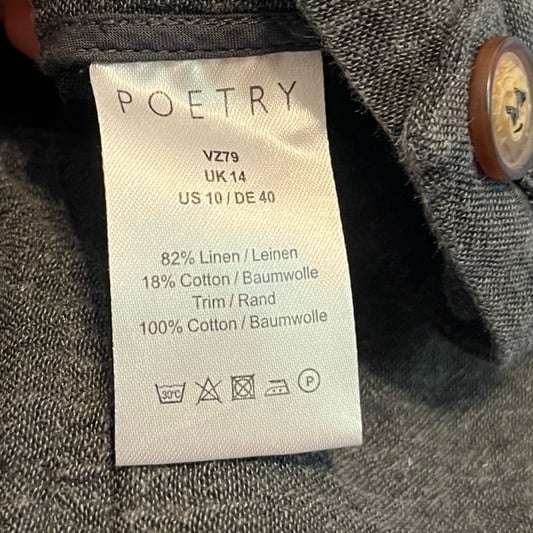 POETRY
VZ79
UK 14
US 10 / DE 40
82% Linen / Leinen
18% Cotton / Baumwolle
Trim / Rand
100% Cotton / Baumwolle
30°C P